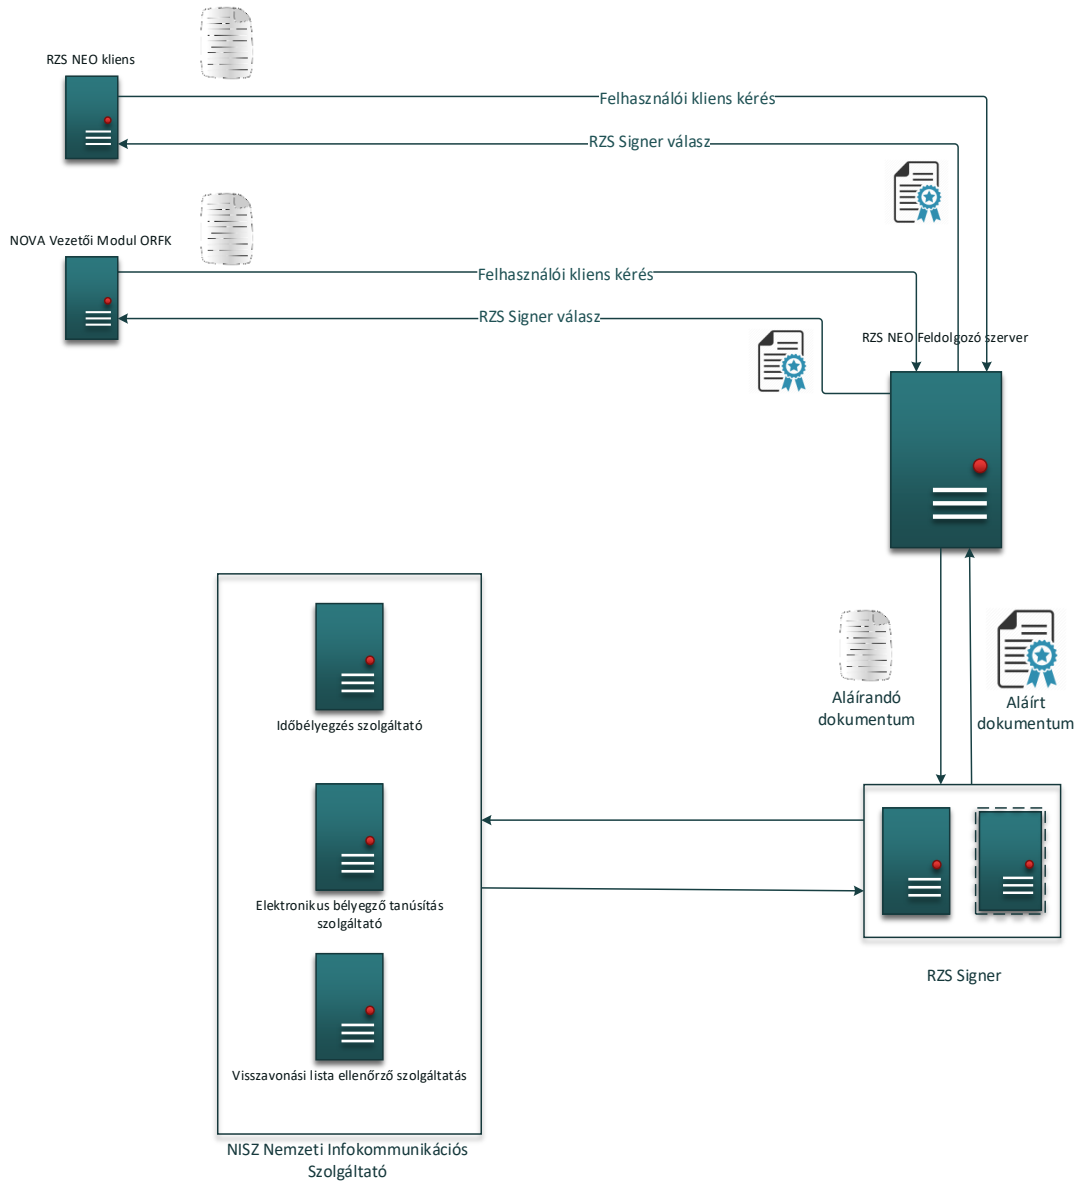 RZS NEO kliens
Felhasználói kliens kérés
RZS Signer válasz
NOVA Vezetői Modul ORFK
Felhasználói kliens kérés
RZS Signer válasz
RZS NEO Feldolgozó szerver
Aláírandó
dokumentum
Aláírt
dokumentum
Időbélyegzés szolgáltató
Elektronikus bélyegző tanúsítás
szolgáltató
RZS Signer
Visszavonási lista ellenőrző szolgáltatás
NISZ Nemzeti Infokommunikációs
Szolgáltató